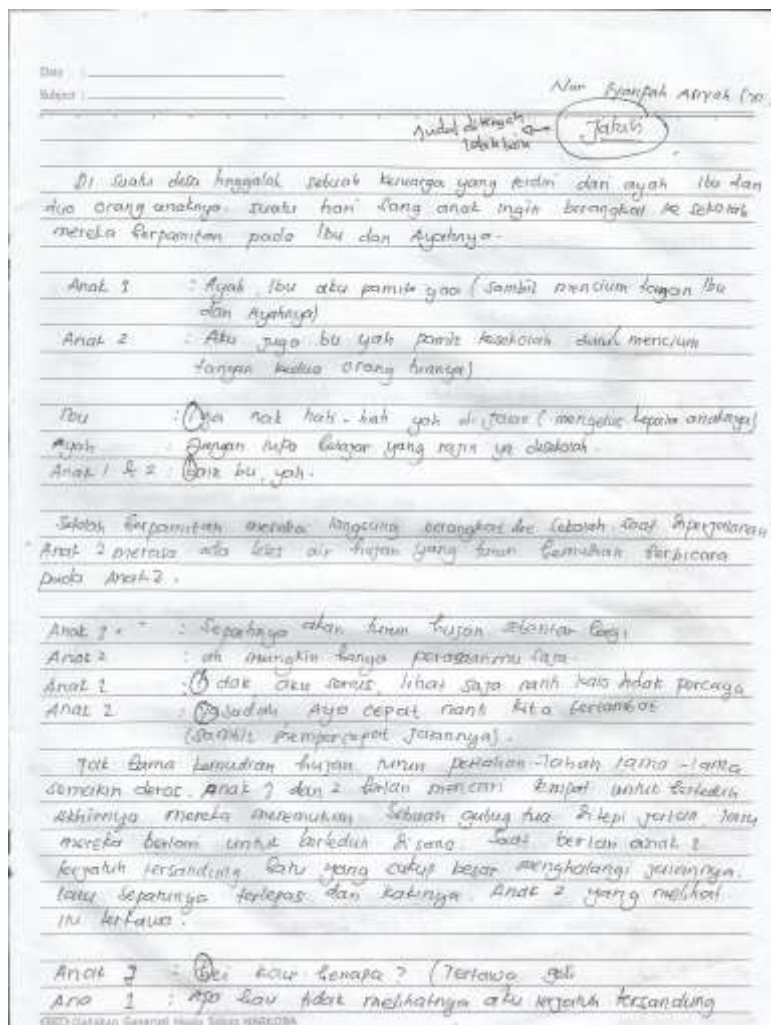 Date :
Subject :
Nur Syaripah Aisyah
Judul ditengah
Jatuh
Di suatu desa tinggalah sebuah keluarga yang terdiri dari ayah Ibu dan
dua orang anaknya. suatu hari Sang anak ingin berangkat ke sekolah
mereka berpamitan pada Ibu dan Ayahnya.
Anak 1 : Ayah, Ibu aku pamit yaa (sambil mencium tangan Ibu
dan Ayahnya)
Anak 2 : Aku juga bu yah pamit kesekolah mencium
tangan kedua orang tuanya)
Ibu : Iya nak hati-hati yah di jalan (mengelus kepala anaknya)
Ayah : Jangan lupa belajar yang rajin ya disekolah.
Anak 1 & 2 : Baik bu, yah.
Setelah berpamitan mereka langsung berangkat ke Sekolah. Saat diperjalanan
Anak 2 merasa ada tetes air hujan yang turun kemudian berbicara
pada Anak 2.
Anak 1 : Sepertinya akan turun hujan sebentar lagi
Anak 2 : ah mungkin hanya perasaanmu saja.
Anak 1 : tidak aku serius, lihat saja nanti kalo tidak percaya
Anak 2 : Ya sudah Ayo cepat nanti kita terlambat
(sambil mempercepat jalannya).
Tak lama kemudian hujan turun perlahan-lahan lama-lama
semakin deras. Anak 1 dan 2 berlari mencari tempat untuk berteduh
akhirnya mereka menemukan sebuah gubug tua di tepi jalan, lalu
mereka berlari untuk berteduh di sana. Saat berlari anak 1
terjatuh tersandung batu yang cukup besar menghalangi jalannya.
lalu sepatunya terlepas dari kakinya. Anak 2 yang melihat
itu tertawa.
Anak 2 : hei kau kenapa? (Tertawa geli
Ana 1 : Apa kau tidak melihatnya aku terjatuh tersandung